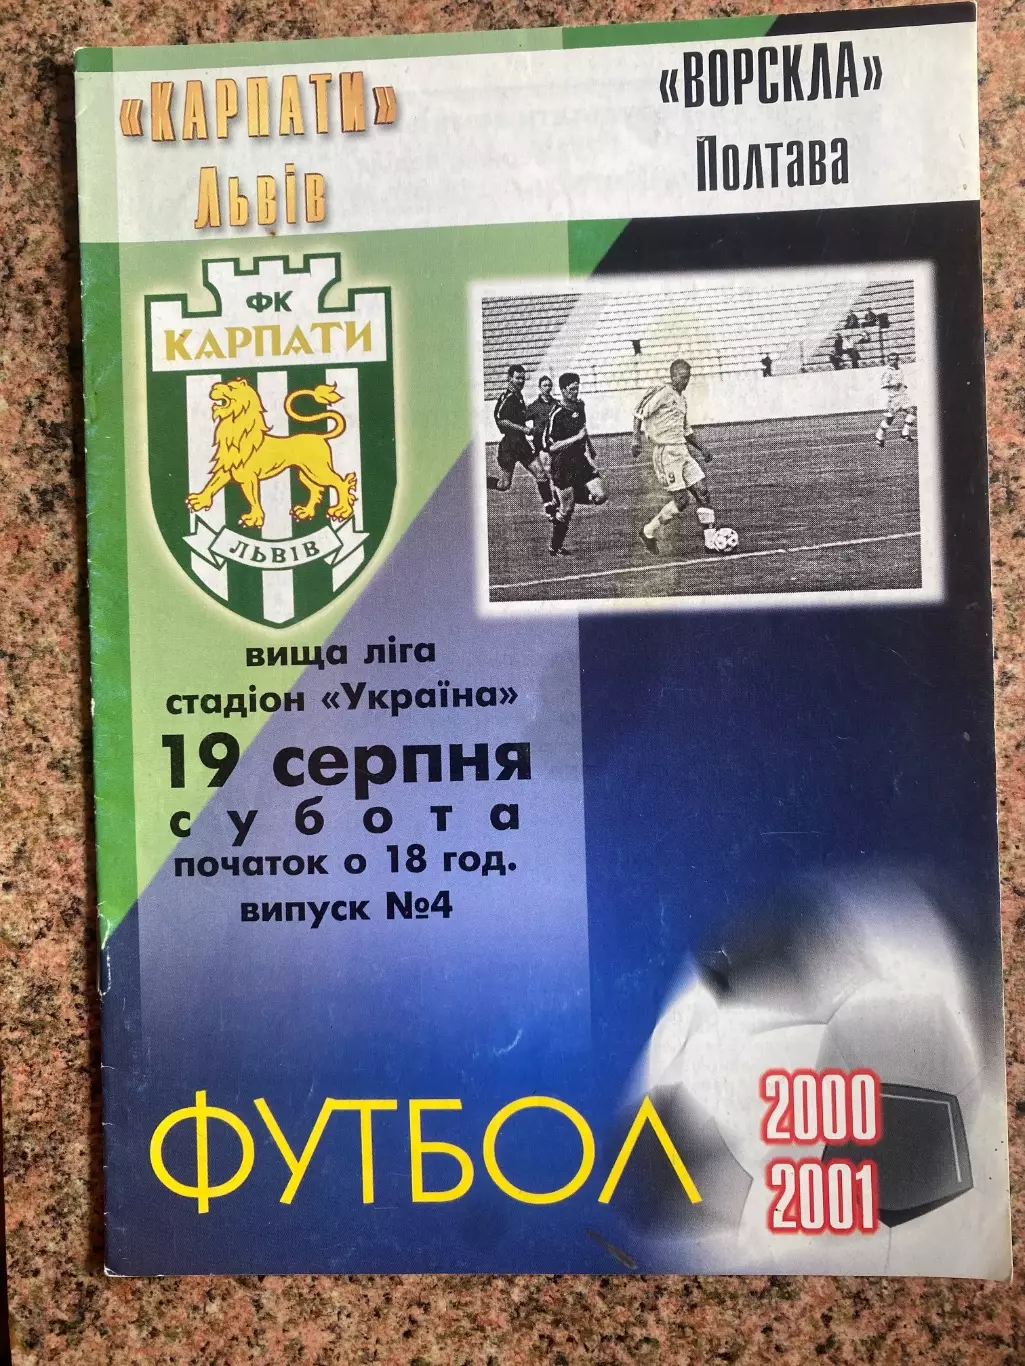 «КАРПАТИ»
Львів
«ВОРСКЛА»
Полтава
ФК
КАРПАТИ
ЛЬВІВ
вища ліга
стадіон «Україна»
19 серпня
субота
початок о 18 год.
випуск №4
ФУТБОЛ
2000
2001